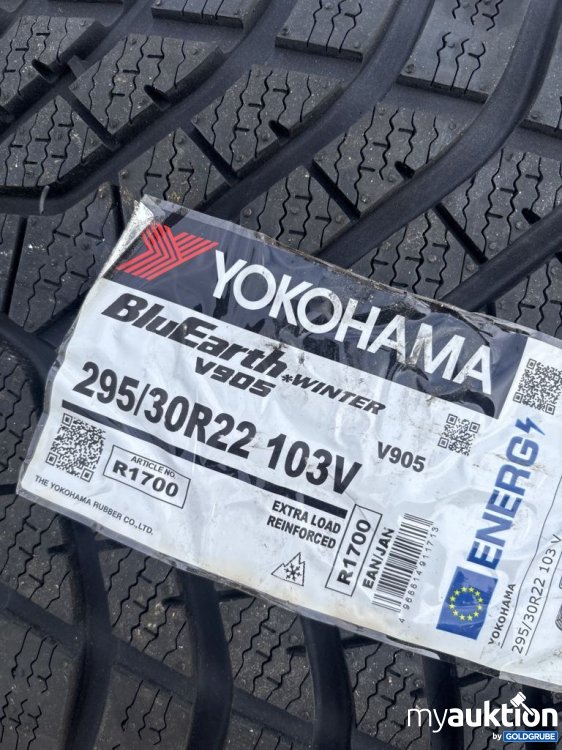 YOKOHAMA
BluEarth*WINTER
V905
295/30R22 103V
V905
ARTICLE NO.
R1700
THE YOKOHAMA RUBBER CO.,LTD.
EXTRA LOAD
REINFORCED
R1700
EAN/JAN
4968814911713
ENERG
YOKOHAMA
295/30R22 103 V
myauktion
by GOLDGRUBE